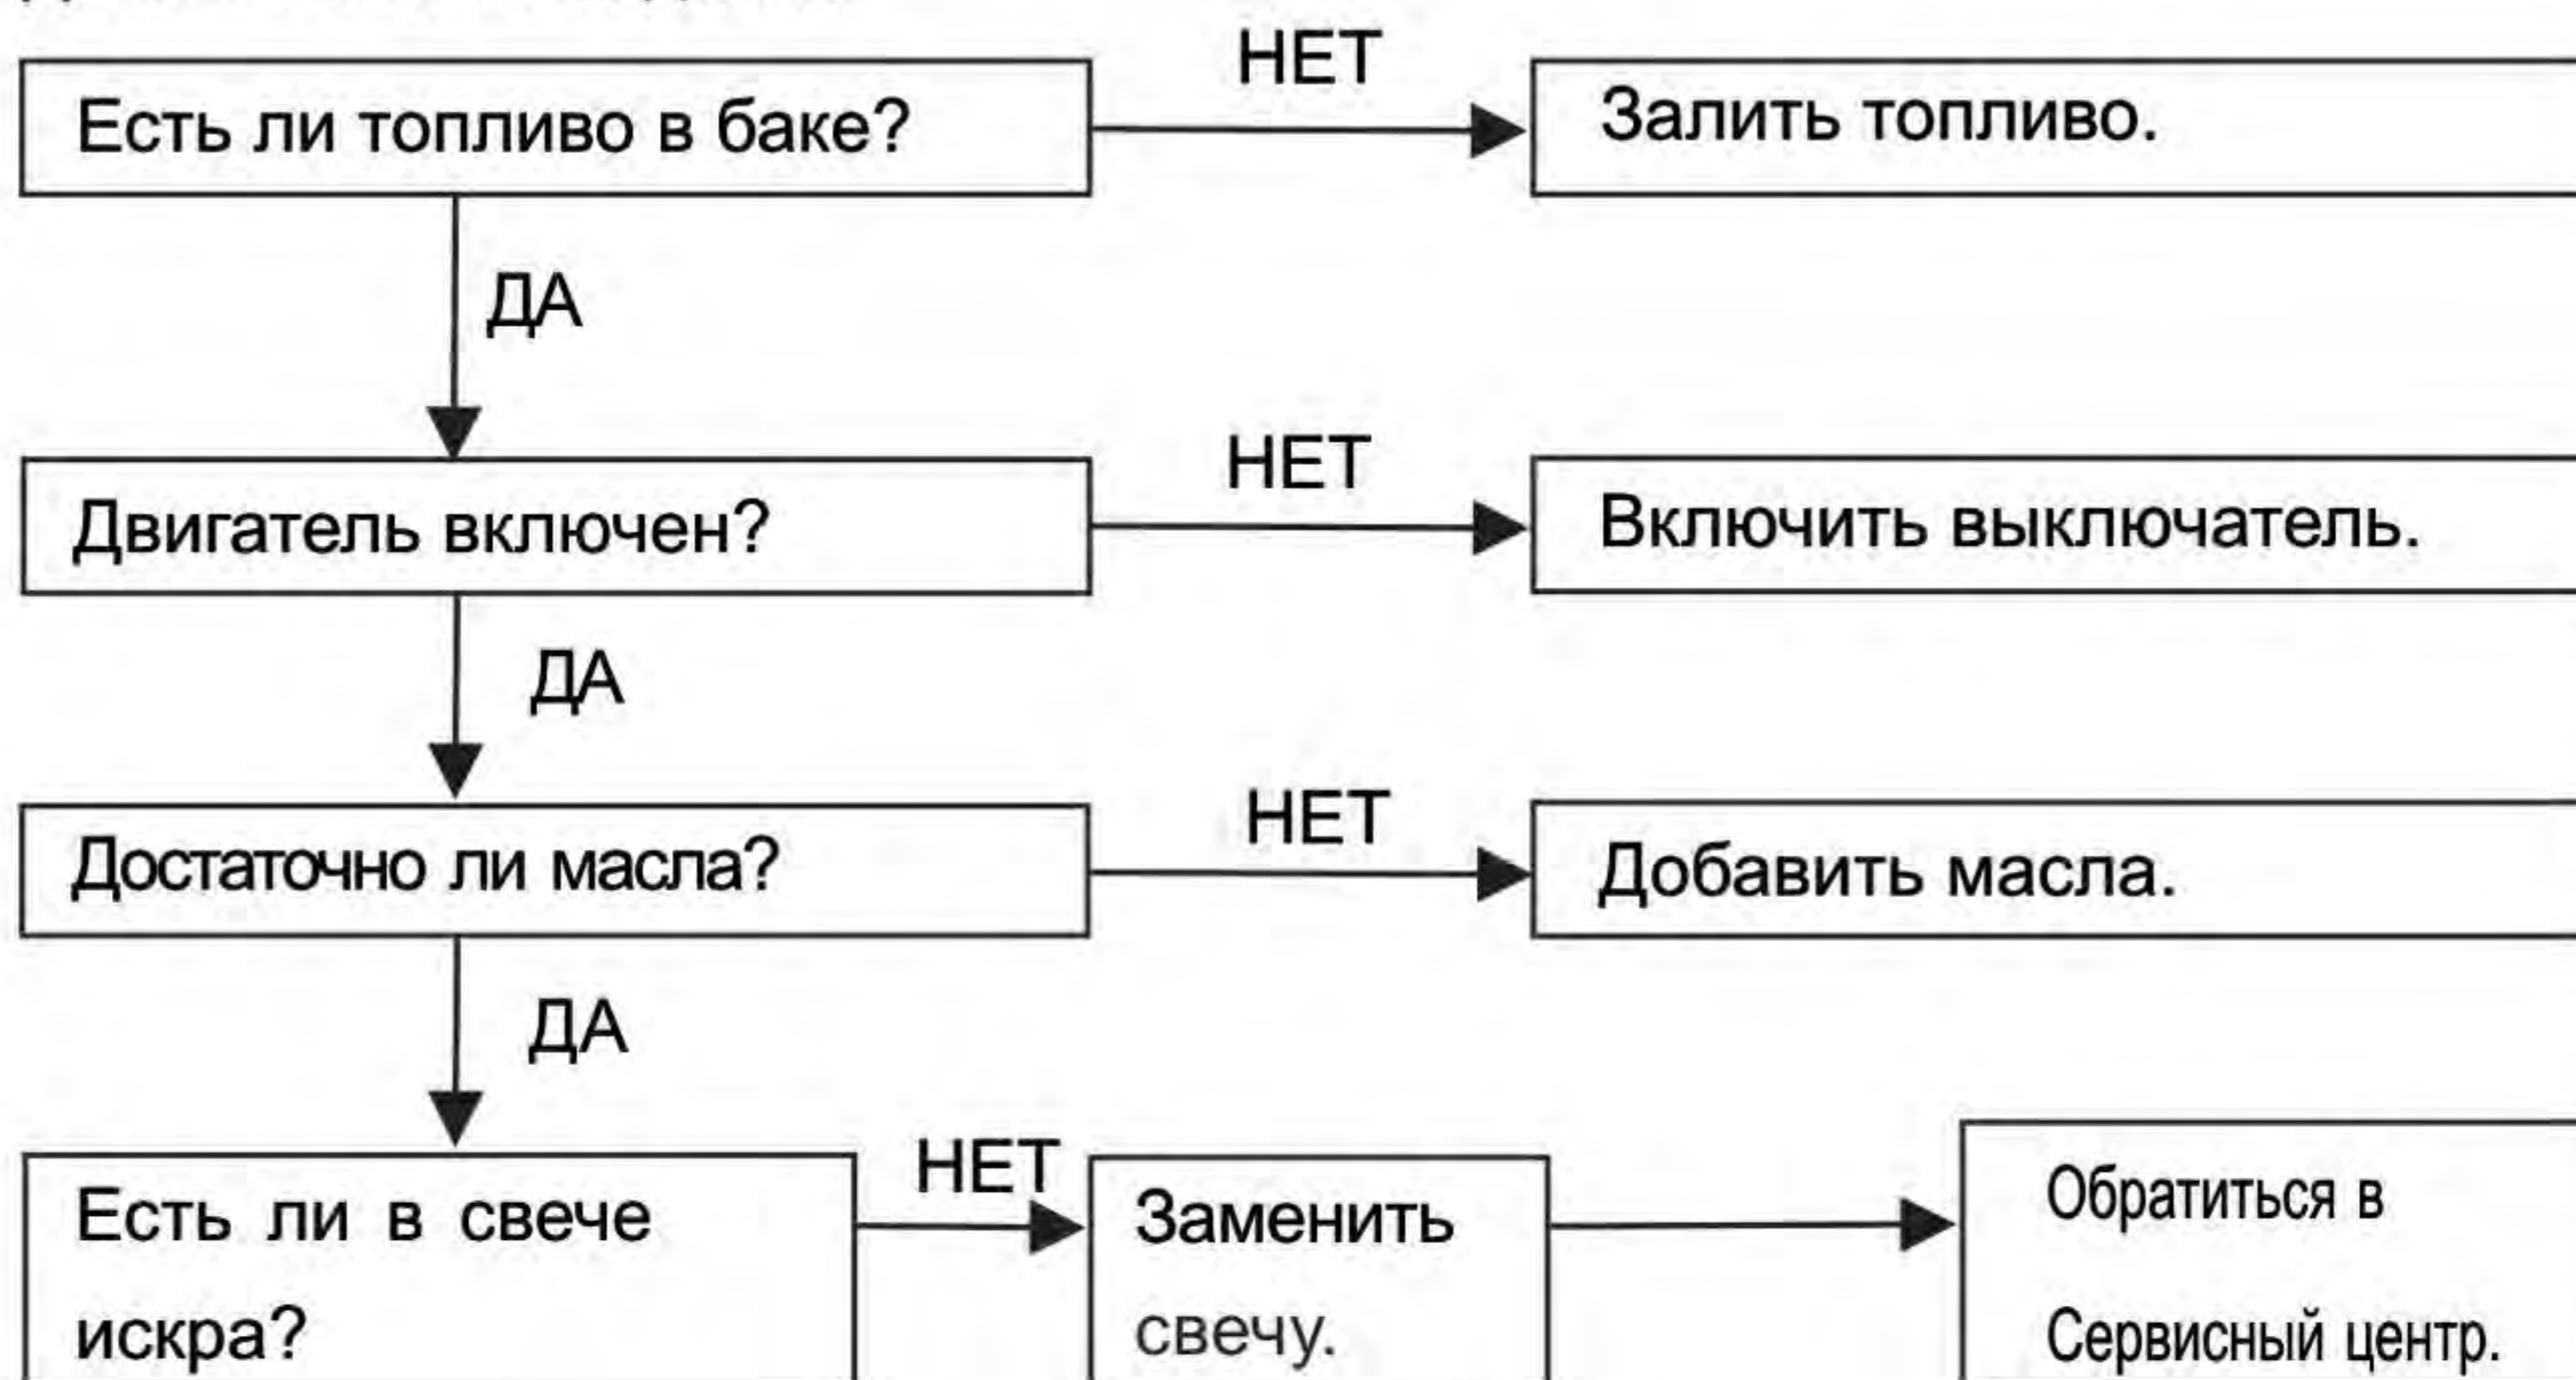 НЕТ
Есть ли топливо в баке?
Залить топливо.
ДА
НЕТ
Двигатель включен?
Включить выключатель.
ДА
НЕТ
Достаточно ли масла?
Добавить масла.
ДА
НЕТ
Есть ли в свече
искра?
Заменить
свечу.
Обратиться в
Сервисный центр.